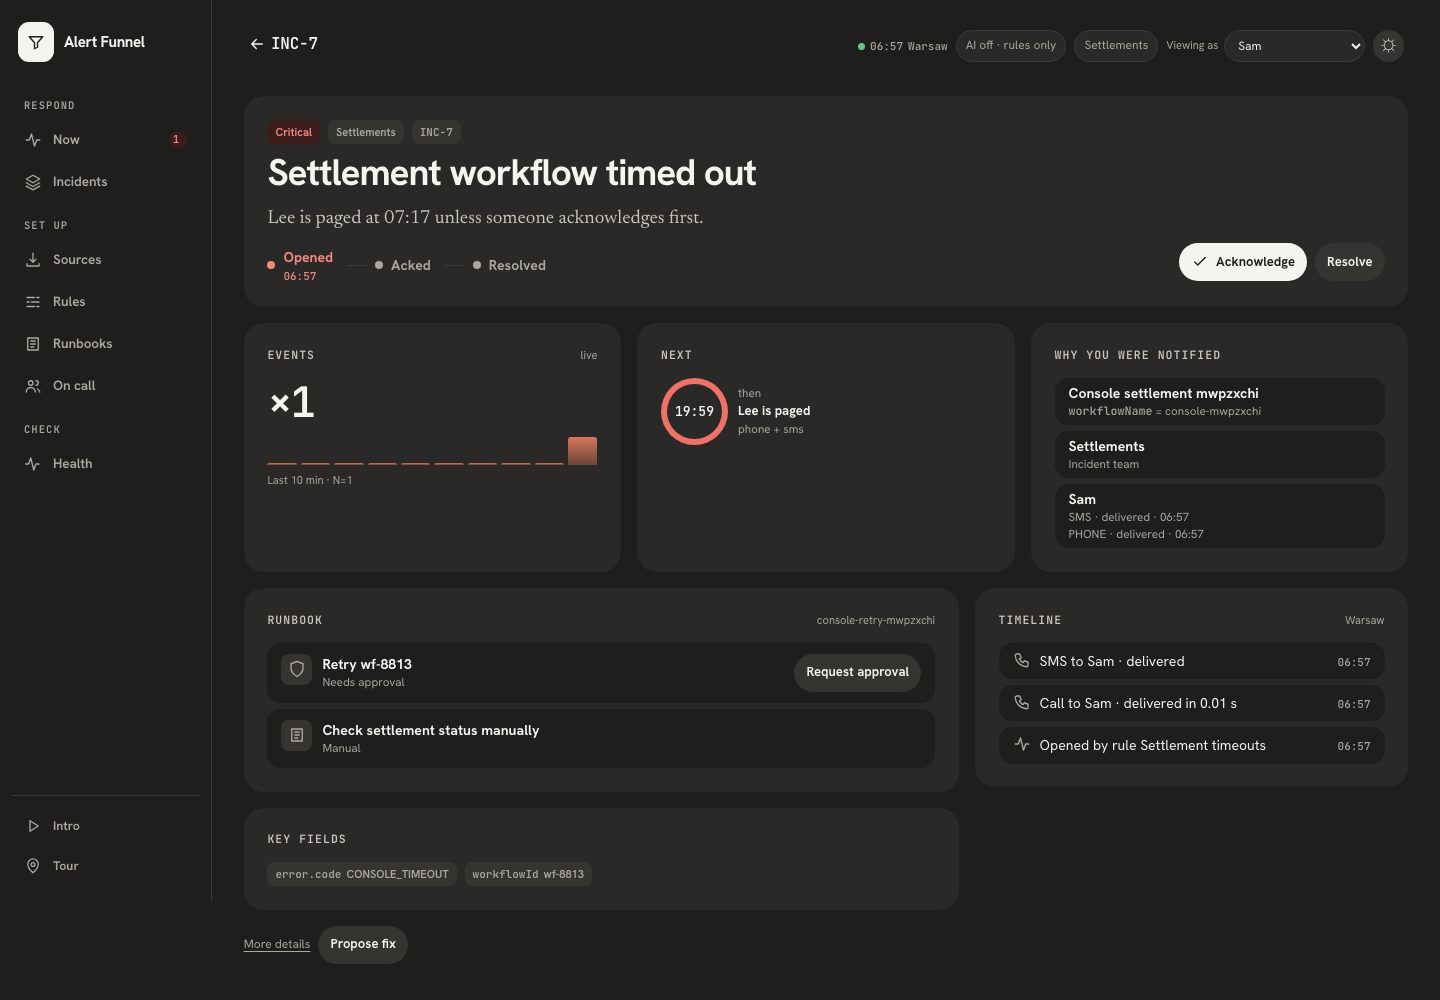 Alert Funnel
RESPOND
Now 1
Incidents
SET UP
Sources
Rules
Runbooks
On call
CHECK
Health
Intro
Tour
← INC-7
06:57 Warsaw
AI off · rules only
Settlements
Viewing as
Sam
Critical Settlements INC-7
Settlement workflow timed out
Lee is paged at 07:17 unless someone acknowledges first.
Opened
06:57
Acked
Resolved
Acknowledge
Resolve
EVENTS live
×1
Last 10 min · N=1
NEXT
19:59
then
Lee is paged
phone + sms
WHY YOU WERE NOTIFIED
Console settlement mwpzxchi
workflowName = console-mwpzxchi
Settlements
Incident team
Sam
SMS · delivered · 06:57
PHONE · delivered · 06:57
RUNBOOK console-retry-mwpzxchi
Retry wf-8813
Needs approval
Request approval
Check settlement status manually
Manual
TIMELINE Warsaw
SMS to Sam · delivered 06:57
Call to Sam · delivered in 0.01 s 06:57
Opened by rule Settlement timeouts 06:57
KEY FIELDS
error.code CONSOLE_TIMEOUT workflowId wf-8813
More details Propose fix